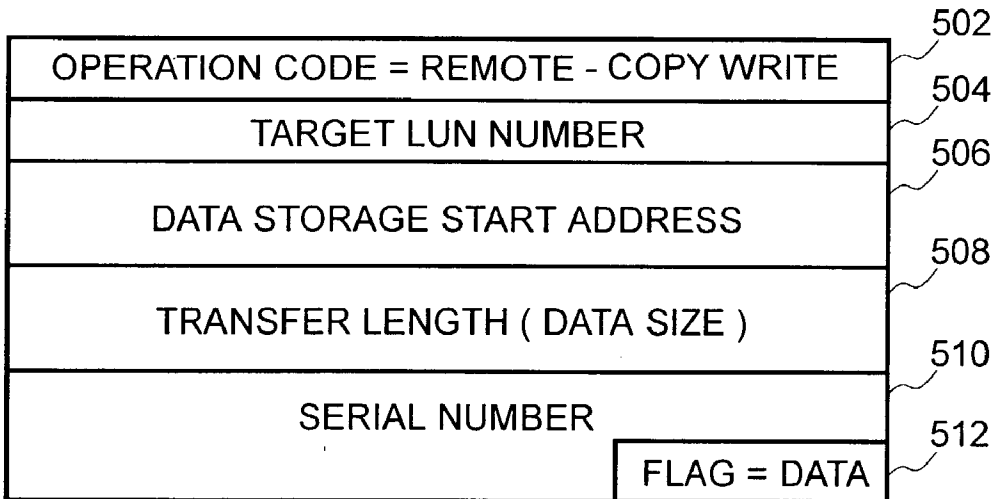 502
OPERATION CODE = REMOTE - COPY WRITE
504
TARGET LUN NUMBER
506
DATA STORAGE START ADDRESS
508
TRANSFER LENGTH ( DATA SIZE )
510
SERIAL NUMBER
512
FLAG = DATA